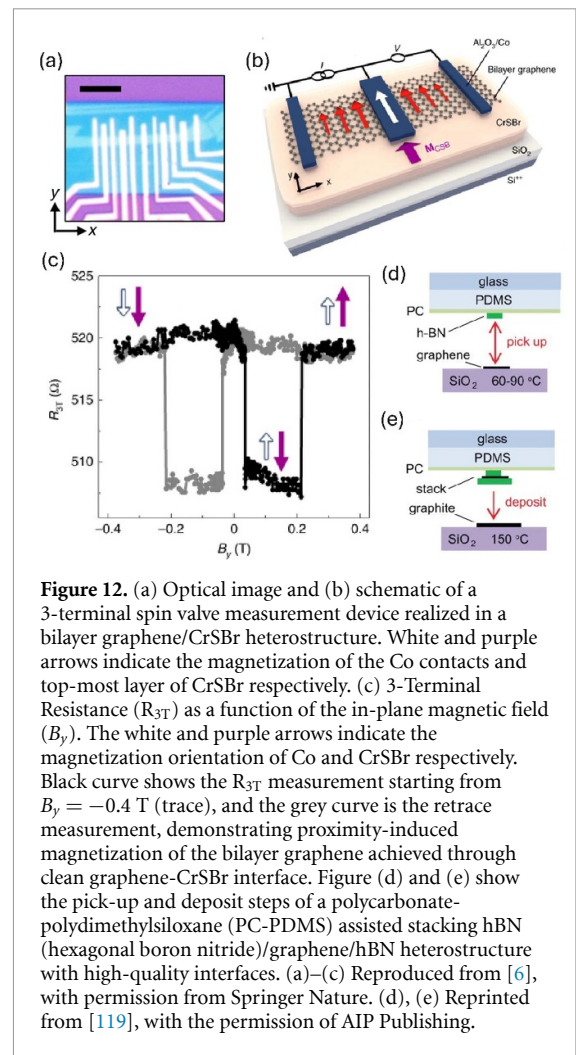 (a)
y
x
(b)
I
V
Al₂O₃/Co
Bilayer graphene
CrSBr
M_CSB
SiO₂
Si⁺⁺
y
x
(c)
525
520
515
510
R₃T (Ω)
−0.4 −0.2 0 0.2 0.4
B_y (T)
(d)
glass
PDMS
PC
h-BN
pick up
graphene
SiO₂ 60-90 °C
(e)
glass
PDMS
PC
stack
deposit
graphite
SiO₂ 150 °C
Figure 12. (a) Optical image and (b) schematic of a
3-terminal spin valve measurement device realized in a
bilayer graphene/CrSBr heterostructure. White and purple
arrows indicate the magnetization of the Co contacts and
top-most layer of CrSBr respectively. (c) 3-Terminal
Resistance (R₃T) as a function of the in-plane magnetic field
(B_y). The white and purple arrows indicate the
magnetization orientation of Co and CrSBr respectively.
Black curve shows the R₃T measurement starting from
B_y = −0.4 T (trace), and the grey curve is the retrace
measurement, demonstrating proximity-induced
magnetization of the bilayer graphene achieved through
clean graphene-CrSBr interface. Figure (d) and (e) show
the pick-up and deposit steps of a polycarbonate-
polydimethylsiloxane (PC-PDMS) assisted stacking hBN
(hexagonal boron nitride)/graphene/hBN heterostructure
with high-quality interfaces. (a)–(c) Reproduced from [6],
with permission from Springer Nature. (d), (e) Reprinted
from [119], with the permission of AIP Publishing.